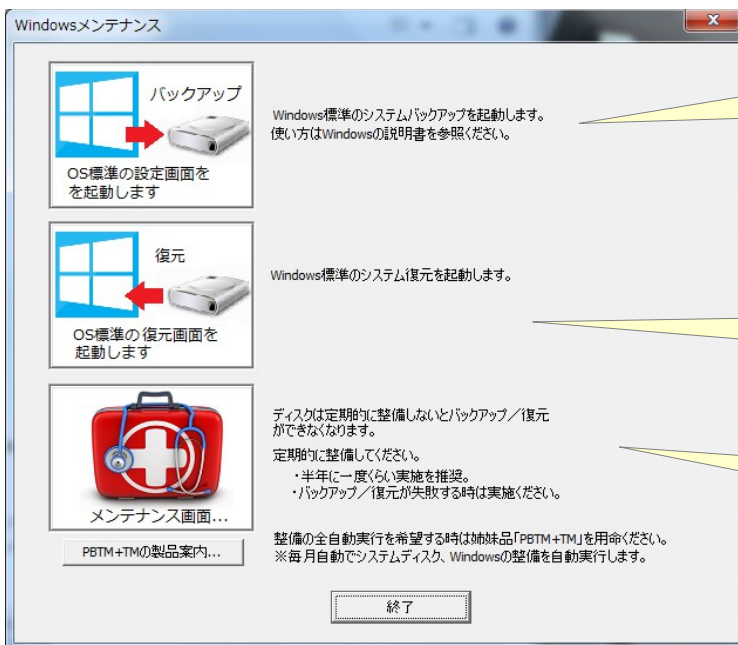 Windowsメンテナンス
バックアップ
OS標準の設定画面を
を起動します
Windows標準のシステムバックアップを起動します。
使い方はWindowsの説明書を参照ください。
復元
OS標準の復元画面を
起動します
Windows標準のシステム復元を起動します。
メンテナンス画面...
ディスクは定期的に整備しないとバックアップ／復元
ができなくなります。
定期的に整備してください。
・半年に一度くらい実施を推奨。
・バックアップ／復元が失敗する時は実施ください。
PBTM+TMの製品案内...
整備の全自動実行を希望する時は姉妹品「PBTM+TM」を用命ください。
※毎月自動でシステムディスク、Windowsの整備を自動実行します。
終了